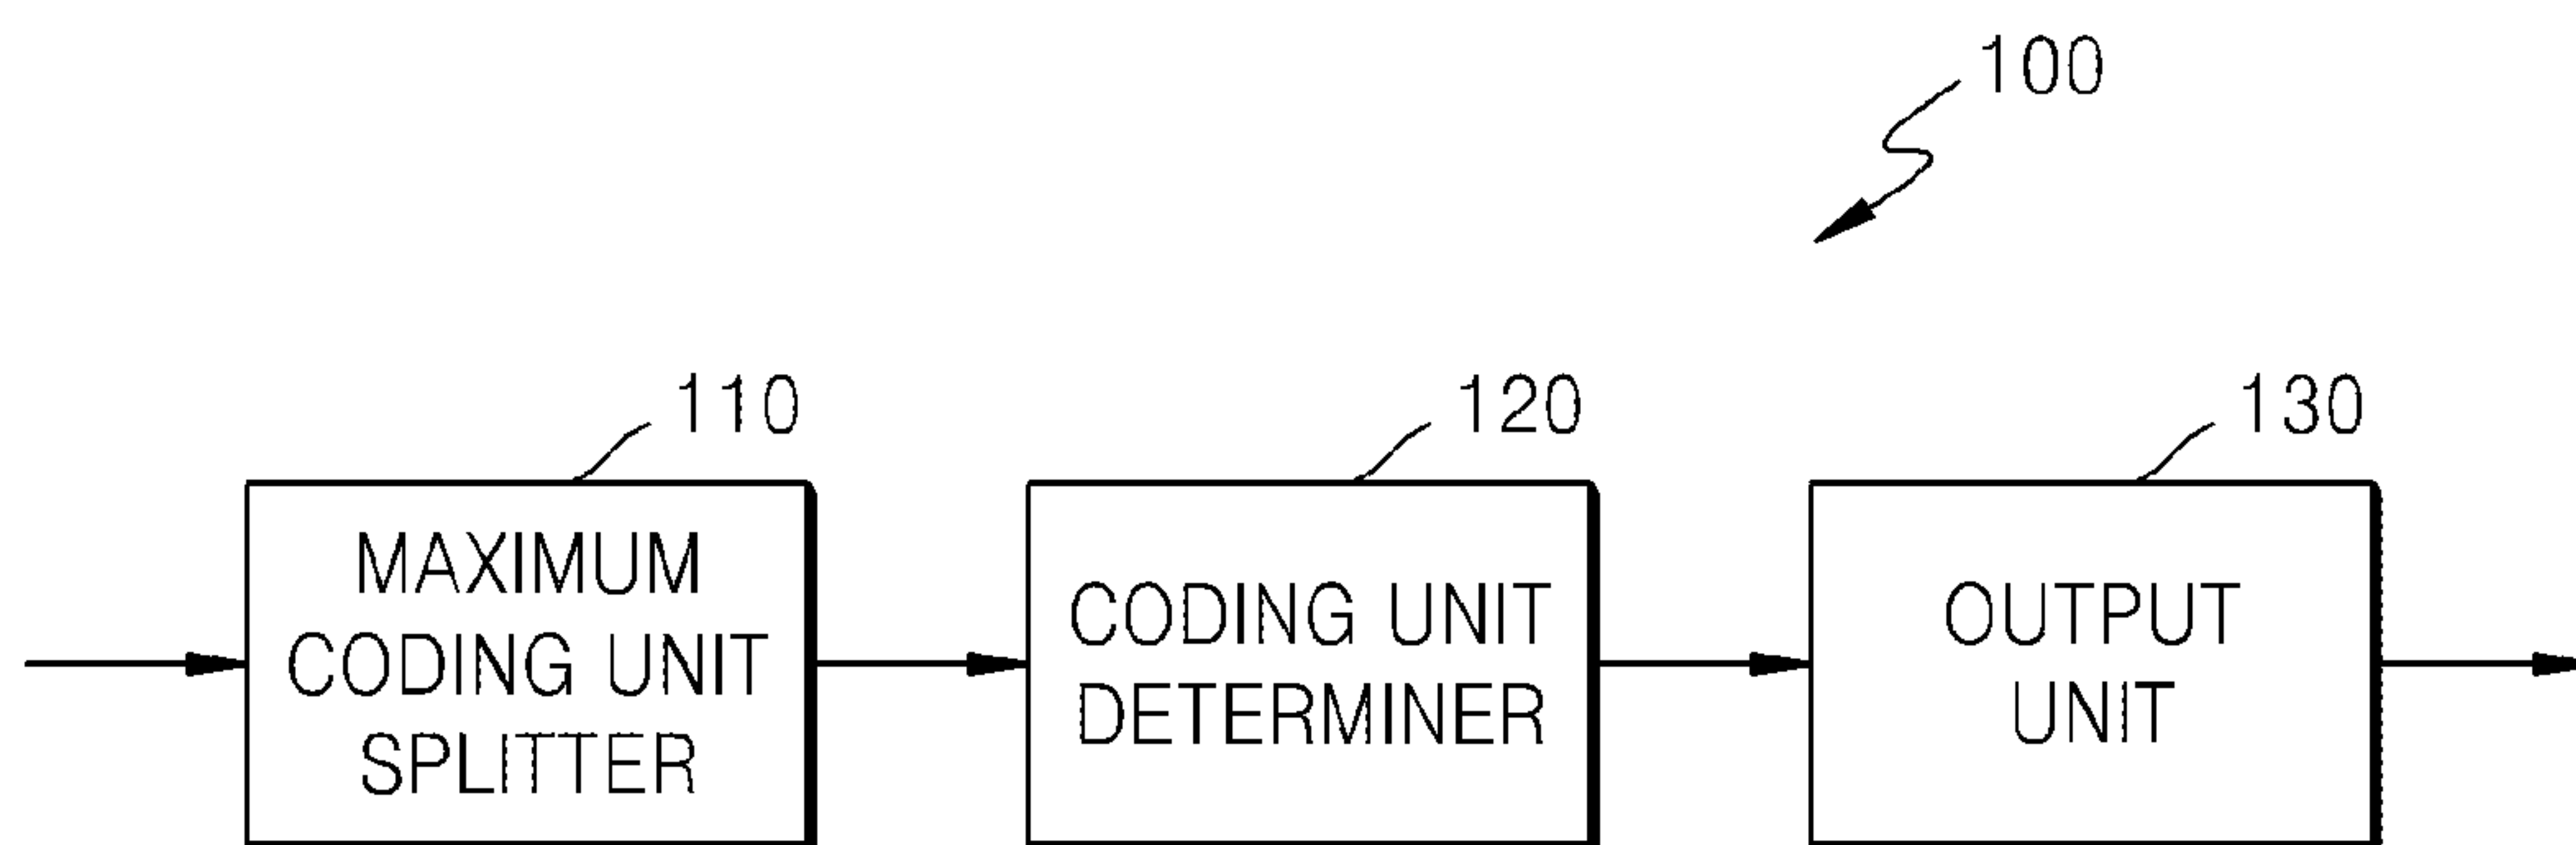 100
110
120
130
MAXIMUM
CODING UNIT
SPLITTER
CODING UNIT
DETERMINER
OUTPUT
UNIT